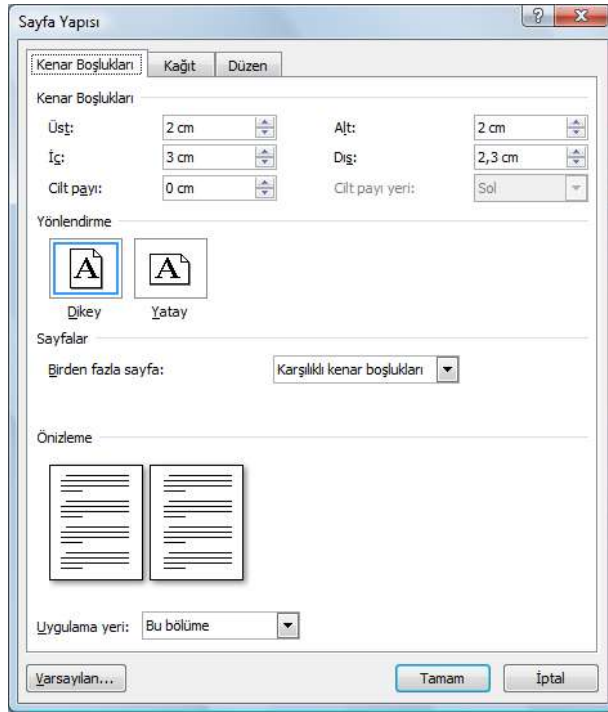 Sayfa Yapısı
Kenar Boşlukları Kağıt Düzen
Kenar Boşlukları
Üst: 2 cm Alt: 2 cm
İç: 3 cm Dış: 2,3 cm
Cilt payı: 0 cm Cilt payı yeri: Sol
Yönlendirme
A A
Dikey Yatay
Sayfalar
Birden fazla sayfa: Karşılıklı kenar boşlukları
Önizleme
Uygulama yeri: Bu bölüme
Varsayılan... Tamam İptal